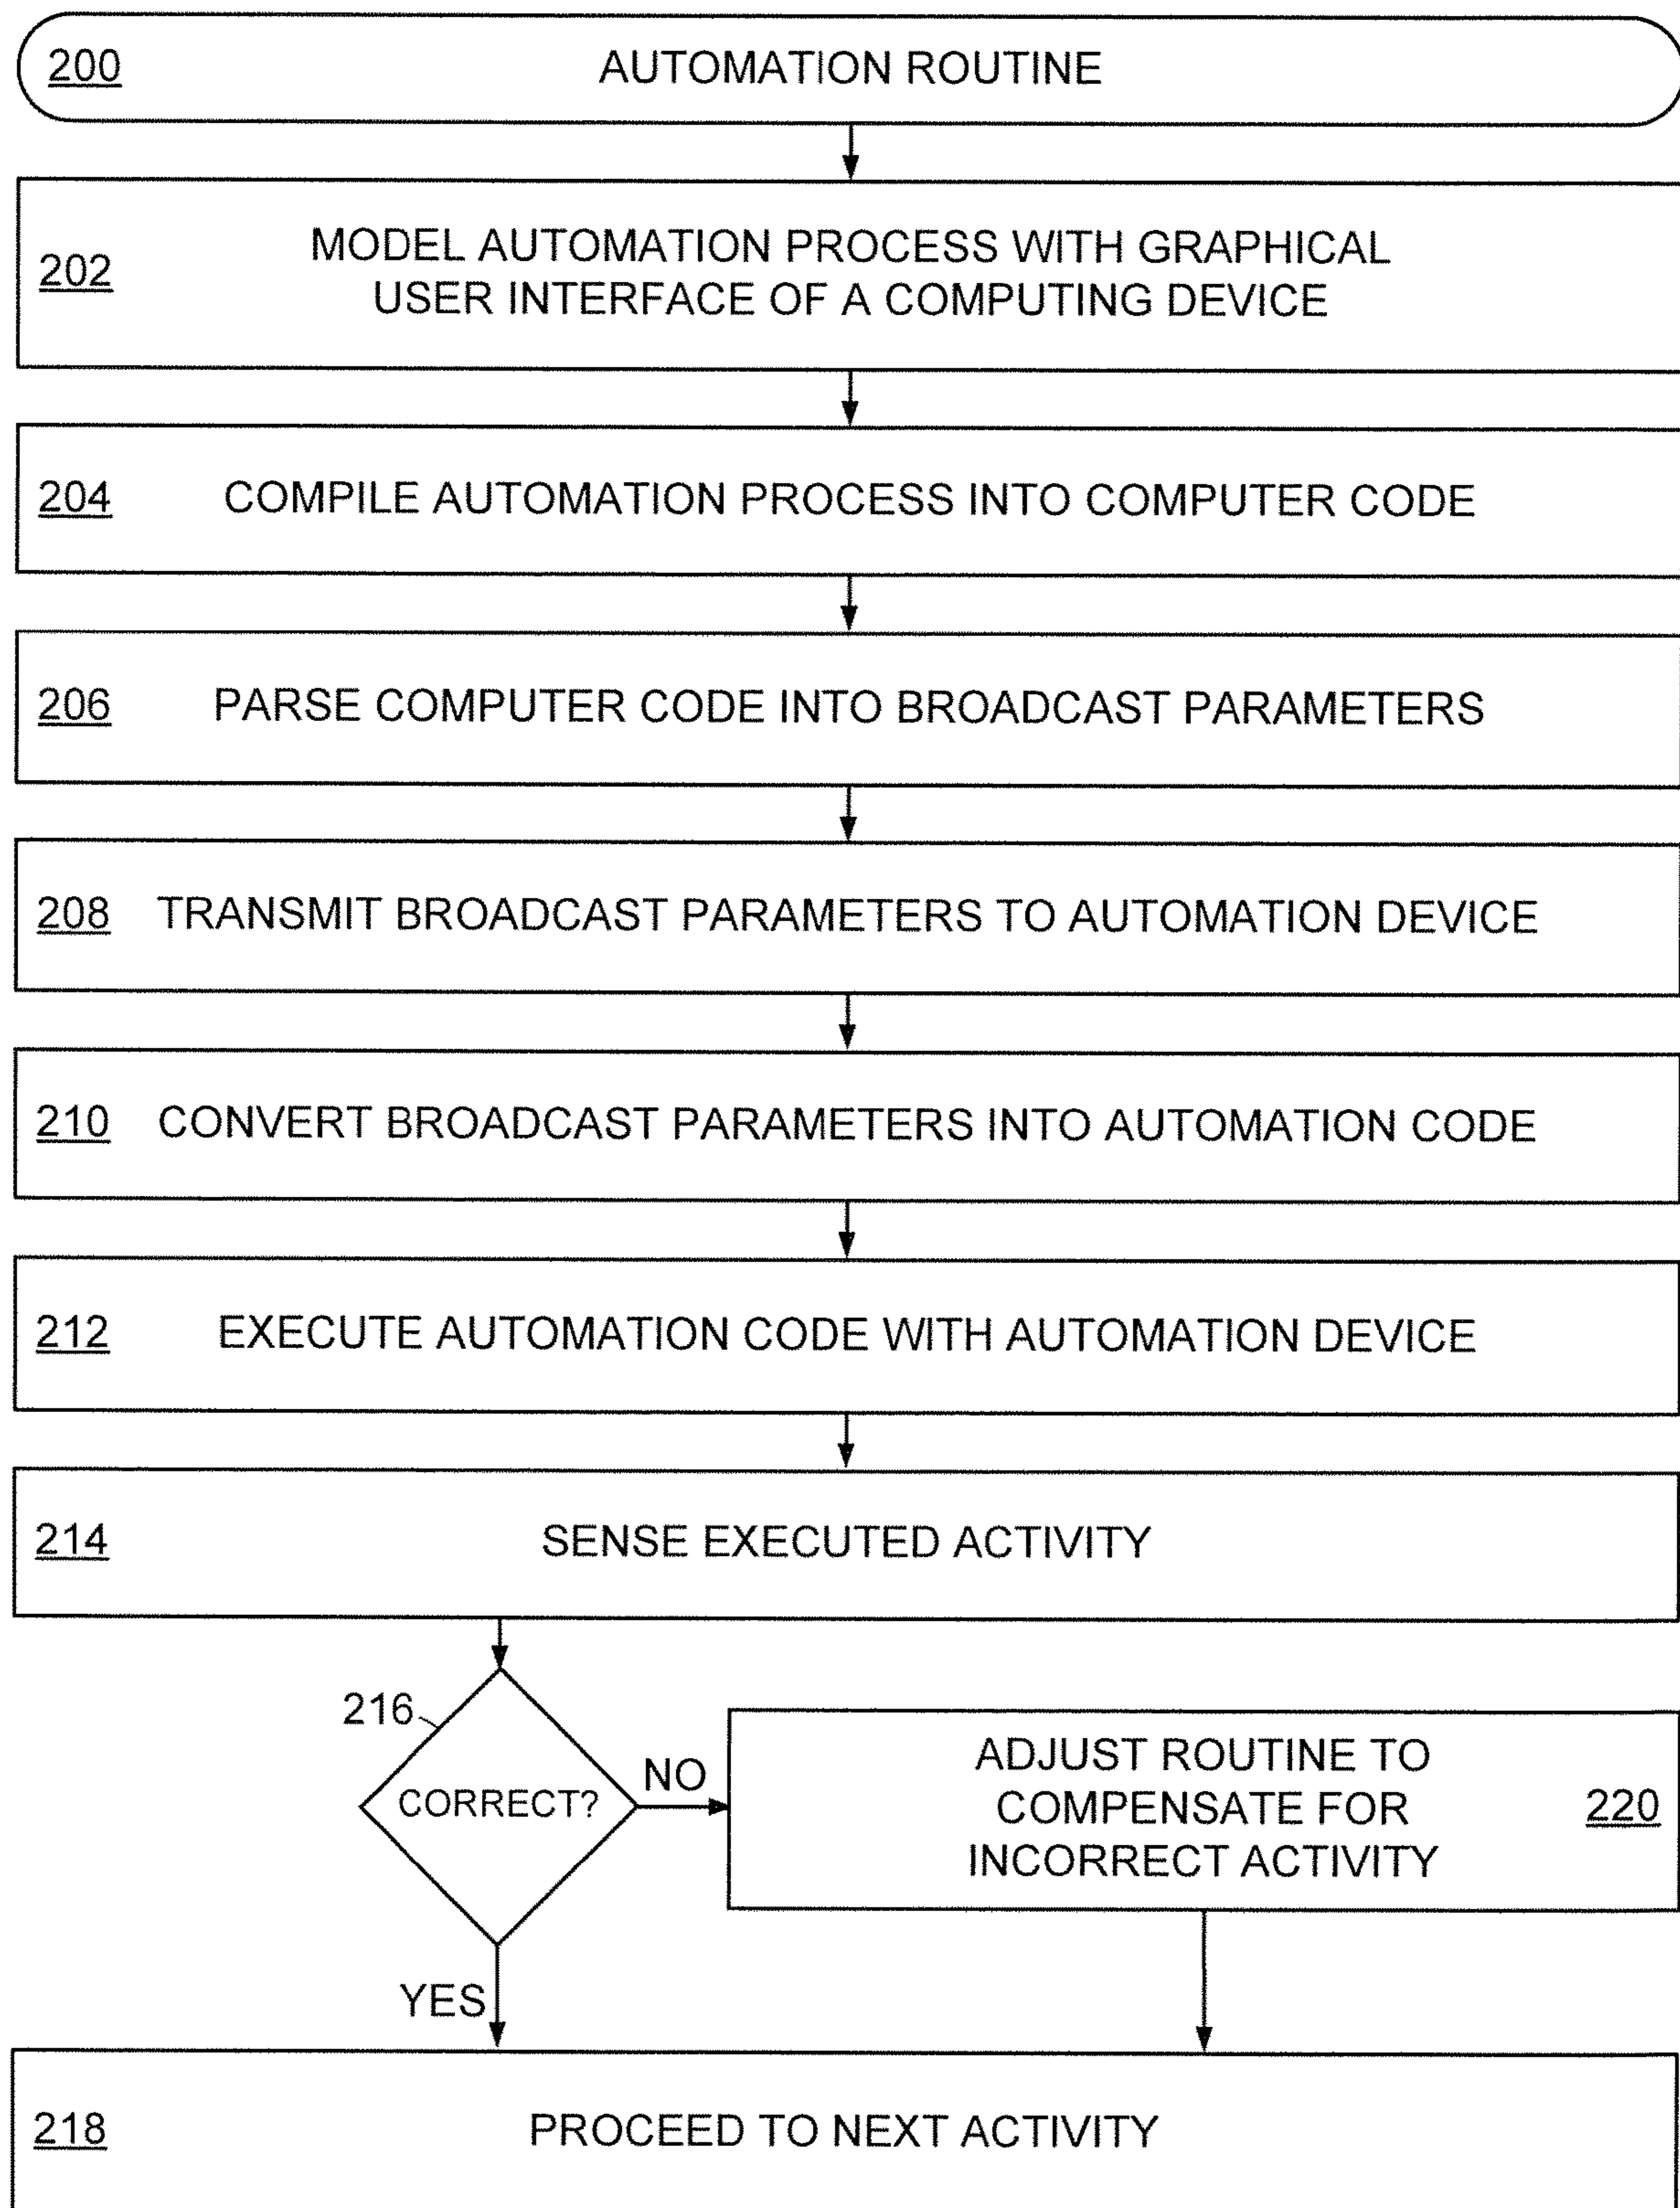 200 AUTOMATION ROUTINE
202 MODEL AUTOMATION PROCESS WITH GRAPHICAL
USER INTERFACE OF A COMPUTING DEVICE
204 COMPILE AUTOMATION PROCESS INTO COMPUTER CODE
206 PARSE COMPUTER CODE INTO BROADCAST PARAMETERS
208 TRANSMIT BROADCAST PARAMETERS TO AUTOMATION DEVICE
210 CONVERT BROADCAST PARAMETERS INTO AUTOMATION CODE
212 EXECUTE AUTOMATION CODE WITH AUTOMATION DEVICE
214 SENSE EXECUTED ACTIVITY
216
CORRECT?
NO
ADJUST ROUTINE TO
COMPENSATE FOR
INCORRECT ACTIVITY
220
YES
218 PROCEED TO NEXT ACTIVITY